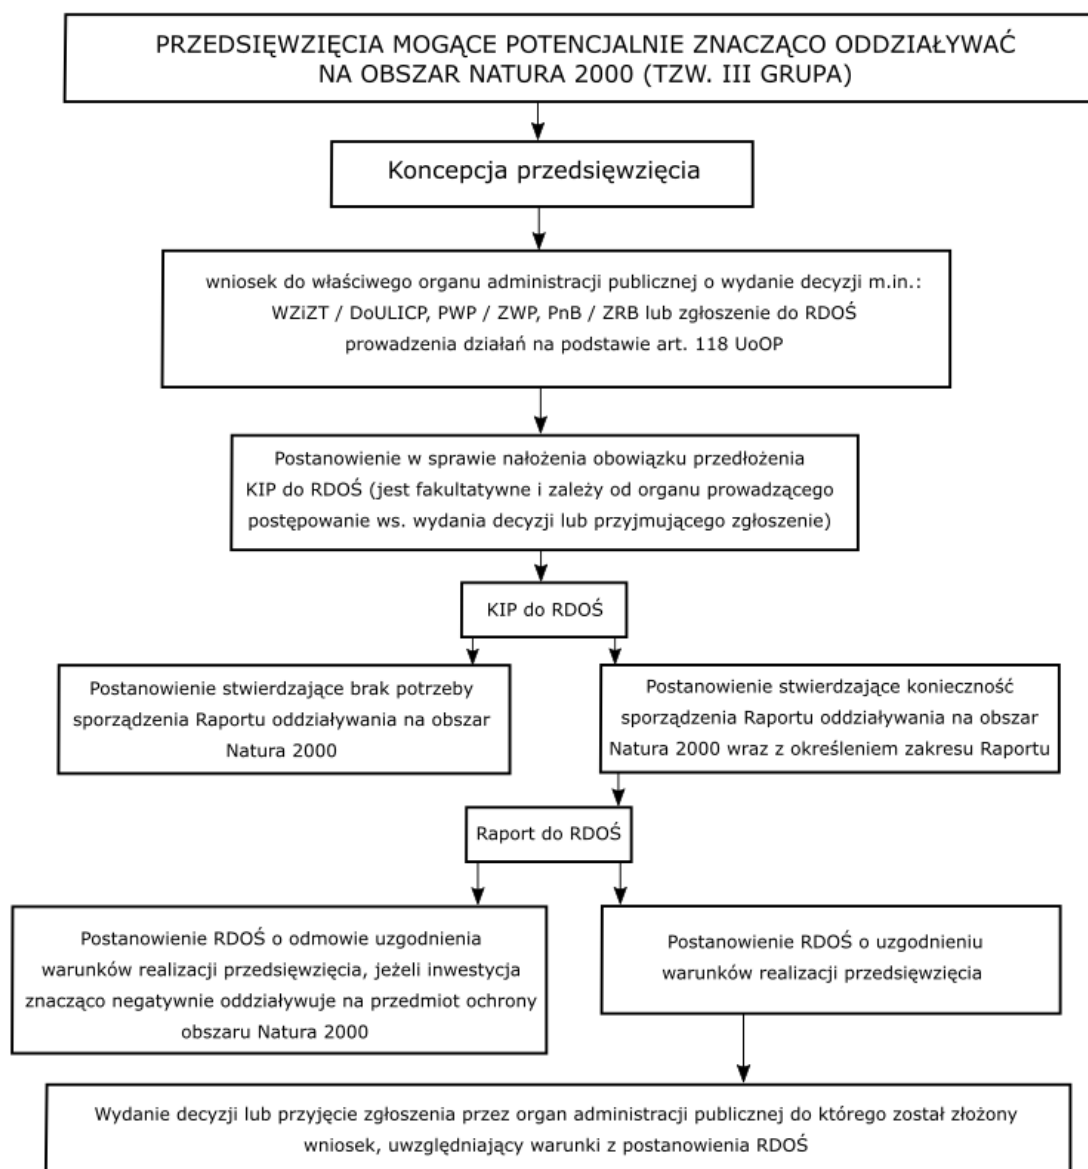 PRZEDSIĘWZIĘCIA MOGĄCE POTENCJALNIE ZNACZĄCO ODDZIAŁYWAĆ
NA OBSZAR NATURA 2000 (TZW. III GRUPA)
Koncepcja przedsięwzięcia
wniosek do właściwego organu administracji publicznej o wydanie decyzji m.in.:
WZiZT / DoULICP, PWP / ZWP, PnB / ZRB lub zgłoszenie do RDOŚ
prowadzenia działań na podstawie art. 118 UoOP
Postanowienie w sprawie nałożenia obowiązku przedłożenia
KIP do RDOŚ (jest fakultatywne i zależy od organu prowadzącego
postępowanie ws. wydania decyzji lub przyjmującego zgłoszenie)
KIP do RDOŚ
Postanowienie stwierdzające brak potrzeby
sporządzenia Raportu oddziaływania na obszar
Natura 2000
Postanowienie stwierdzające konieczność
sporządzenia Raportu oddziaływania na obszar
Natura 2000 wraz z określeniem zakresu Raportu
Raport do RDOŚ
Postanowienie RDOŚ o odmowie uzgodnienia
warunków realizacji przedsięwzięcia, jeżeli inwestycja
znacząco negatywnie oddziaływuje na przedmiot ochrony
obszaru Natura 2000
Postanowienie RDOŚ o uzgodnieniu
warunków realizacji przedsięwzięcia
Wydanie decyzji lub przyjęcie zgłoszenia przez organ administracji publicznej do którego został złożony
wniosek, uwzględniający warunki z postanowienia RDOŚ